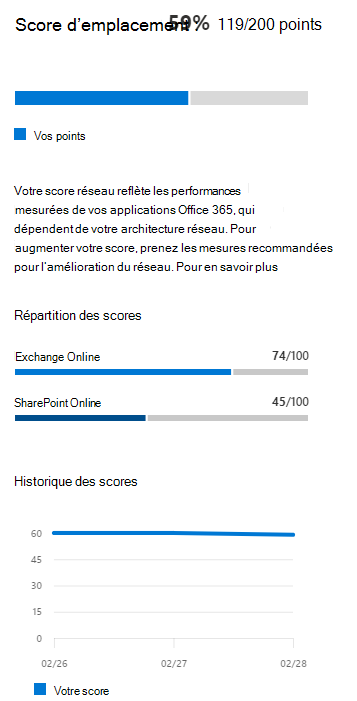 Score d'emplacement 59% 119/200 points
Vos points
Votre score réseau reflète les performances
mesurées de vos applications Office 365, qui
dépendent de votre architecture réseau. Pour
augmenter votre score, prenez les mesures recommandées
pour l'amélioration du réseau. Pour en savoir plus
Répartition des scores
Exchange Online 74/100
SharePoint Online 45/100
Historique des scores
60
45
30
15
0
02/26 02/27 02/28
Votre score